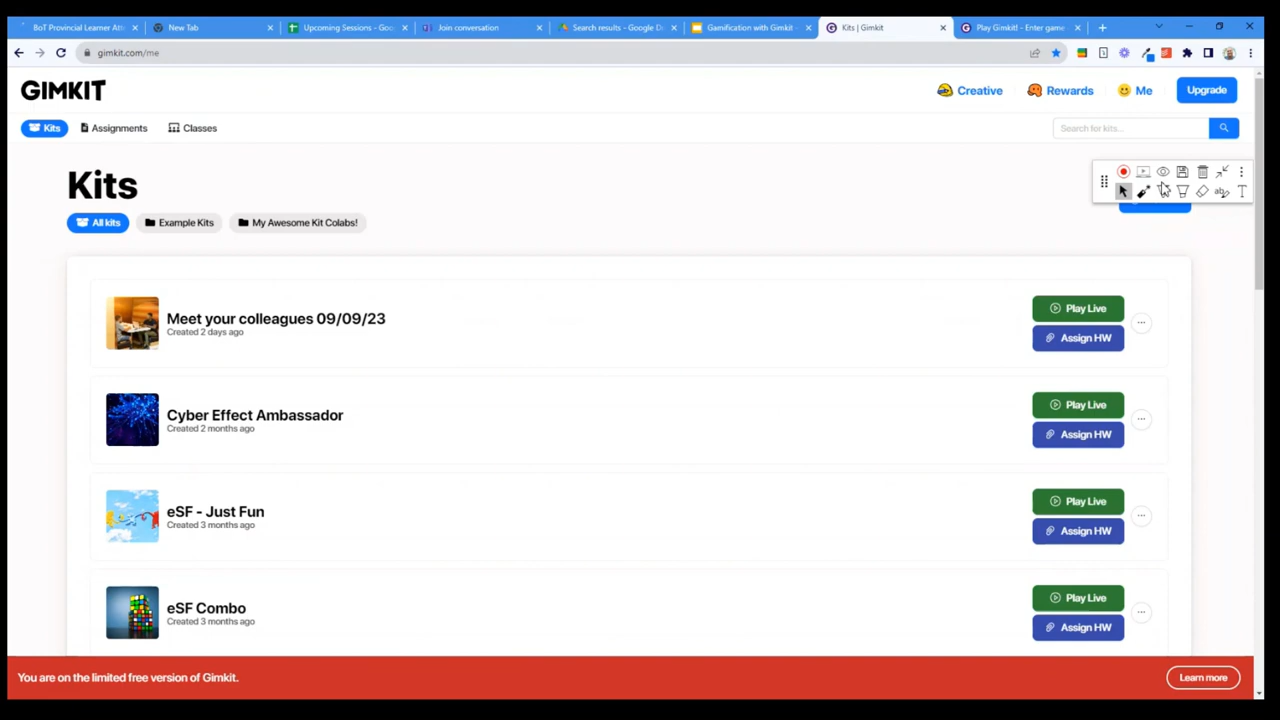 BoT Provincial Learner Att
New Tab
Upcoming Sessions - Goo
Join conversation
Search results - Google Dr
Gamification with Gimkit -
Kits | Gimkit
Play Gimkit! - Enter game
gimkit.com/me
GIMKIT
Creative
Rewards
Me
Upgrade
Kits
Assignments
Classes
Search for kits...
Kits
All kits
Example Kits
My Awesome Kit Colabs!
Meet your colleagues 09/09/23
Created 2 days ago
Play Live
Assign HW
Cyber Effect Ambassador
Created 2 months ago
Play Live
Assign HW
eSF - Just Fun
Created 3 months ago
Play Live
Assign HW
eSF Combo
Created 3 months ago
Play Live
Assign HW
You are on the limited free version of Gimkit.
Learn more